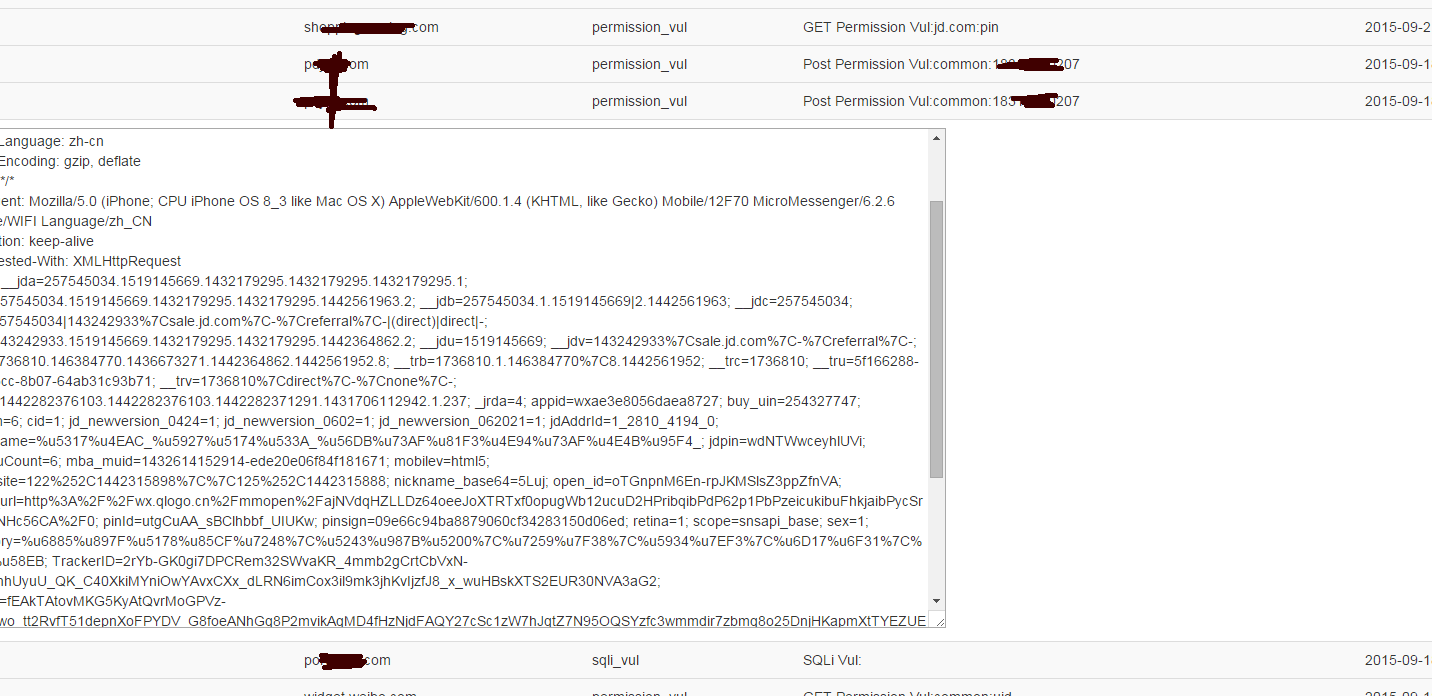 sho .com permission_vul GET Permission Vul:jd.com:pin 2015-09-2
p om permission_vul Post Permission Vul:common:1 207 2015-09-1
permission_vul Post Permission Vul:common:183 207 2015-09-1
Language: zh-cn
Encoding: gzip, deflate
*/*
ent: Mozilla/5.0 (iPhone; CPU iPhone OS 8_3 like Mac OS X) AppleWebKit/600.1.4 (KHTML, like Gecko) Mobile/12F70 MicroMessenger/6.2.6
e/WIFI Language/zh_CN
tion: keep-alive
ested-With: XMLHttpRequest
__jda=257545034.1519145669.1432179295.1432179295.1432179295.1;
57545034.1519145669.1432179295.1432179295.1442561963.2; __jdb=257545034.1.1519145669|2.1442561963; __jdc=257545034;
57545034|143242933%7Csale.jd.com%7C-%7Creferral%7C-|(direct)|direct|-;
43242933.1519145669.1432179295.1432179295.1442364862.2; __jdu=1519145669; __jdv=143242933%7Csale.jd.com%7C-%7Creferral%7C-;
736810.146384770.1436673271.1442364862.1442561952.8; __trb=1736810.1.146384770%7C8.1442561952; __trc=1736810; __tru=5f166288-
cc-8b07-64ab31c93b71; __trv=1736810%7Cdirect%7C-%7Cnone%7C-;
1442282376103.1442282376103.1442282371291.1431706112942.1.237; _jrda=4; appid=wxae3e8056daea8727; buy_uin=254327747;
n=6; cid=1; jd_newversion_0424=1; jd_newversion_0602=1; jd_newversion_062021=1; jdAddrId=1_2810_4194_0;
ame=%u5317%u4EAC_%u5927%u5174%u533A_%u56DB%u73AF%u81F3%u4E94%u73AF%u4E4B%u95F4_; jdpin=wdNTWwceyhIUVi;
uCount=6; mba_muid=1432614152914-ede20e06f84f181671; mobilev=html5;
site=122%252C1442315898%7C%7C125%252C1442315888; nickname_base64=5Luj; open_id=oTGnpnM6En-rpJKMSlsZ3ppZfnVA;
url=http%3A%2F%2Fwx.qlogo.cn%2Fmmopen%2FajNVdqHZLLDz64oeeJoXTRTxf0opugWb12ucuD2HPribqibPdP62p1PbPzeicukibuFhkjaibPycSr
NHc56CA%2F0; pinId=utgCuAA_sBClhbbf_UIUKw; pinsign=09e66c94ba8879060cf34283150d06ed; retina=1; scope=snsapi_base; sex=1;
ory=%u6885%u897F%u5178%u85CF%u7248%7C%u5243%u987B%u5200%7C%u7259%u7F38%7C%u5934%u7EF3%7C%u6D17%u6F31%7C%
%u58EB; TrackerID=2rYb-GK0gi7DPCRem32SWvaKR_4mmb2gCrtCbVxN-
nhUyuU_QK_C40XkiMYniOwYAvxCXx_dLRN6imCox3il9mk3jhKvIjzfJ8_x_wuHBskXTS2EUR30NVA3aG2;
=fEAkTAtovMKG5KyAtQvrMoGPVz-
wo_tt2RvfT51depnXoFPYDV_G8foeANhGq8P2mvikAqMD4fHzNjdFAQY27cSc1zW7hJqtZ7N95OQSYzfc3wmmdir7zbmq8o25DnjHKapmXtTYEZUE
po com sqli_vul SQLi Vul: 2015-09-1
widget.weibo.com permission_vul GET Permission Vul:common:uid